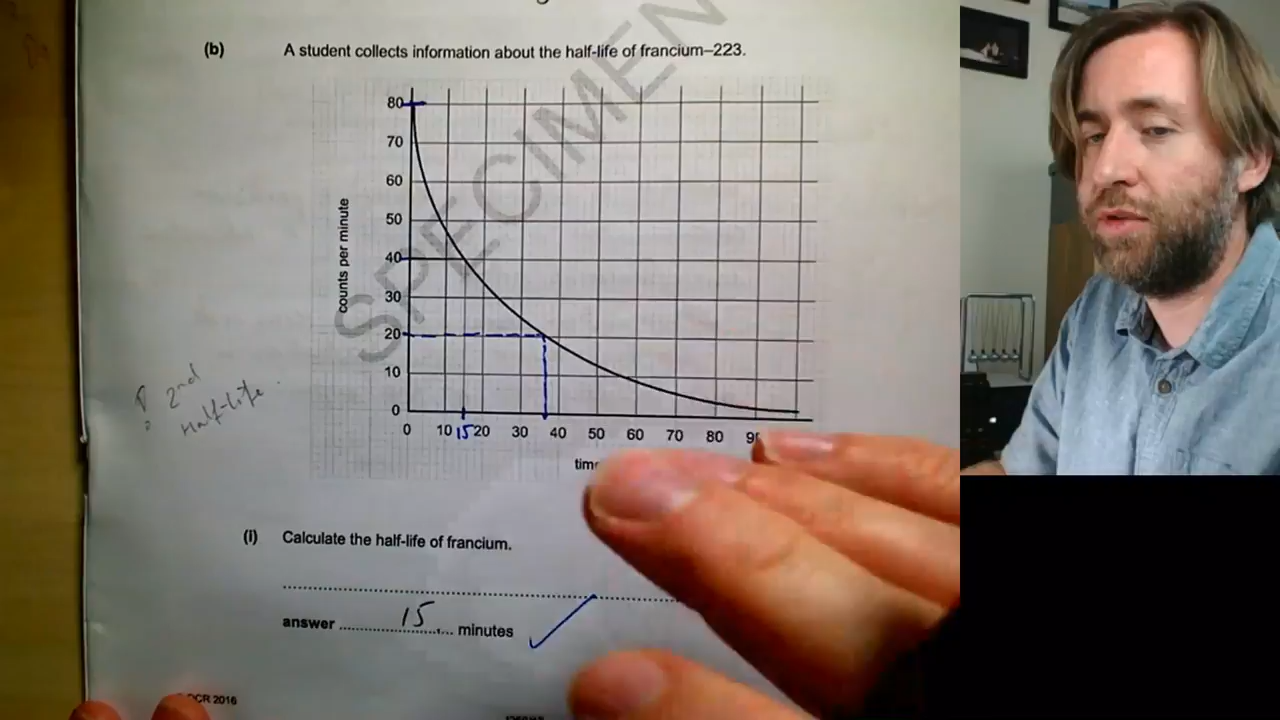 (b) A student collects information about the half-life of francium–223.
SPECIMEN
counts per minute
80
70
60
50
40
30
20
10
0
0 10 15 20 30 40 50 60 70 80
2nd
Half-life
(i) Calculate the half-life of francium.
answer 15 minutes
OCR 2016